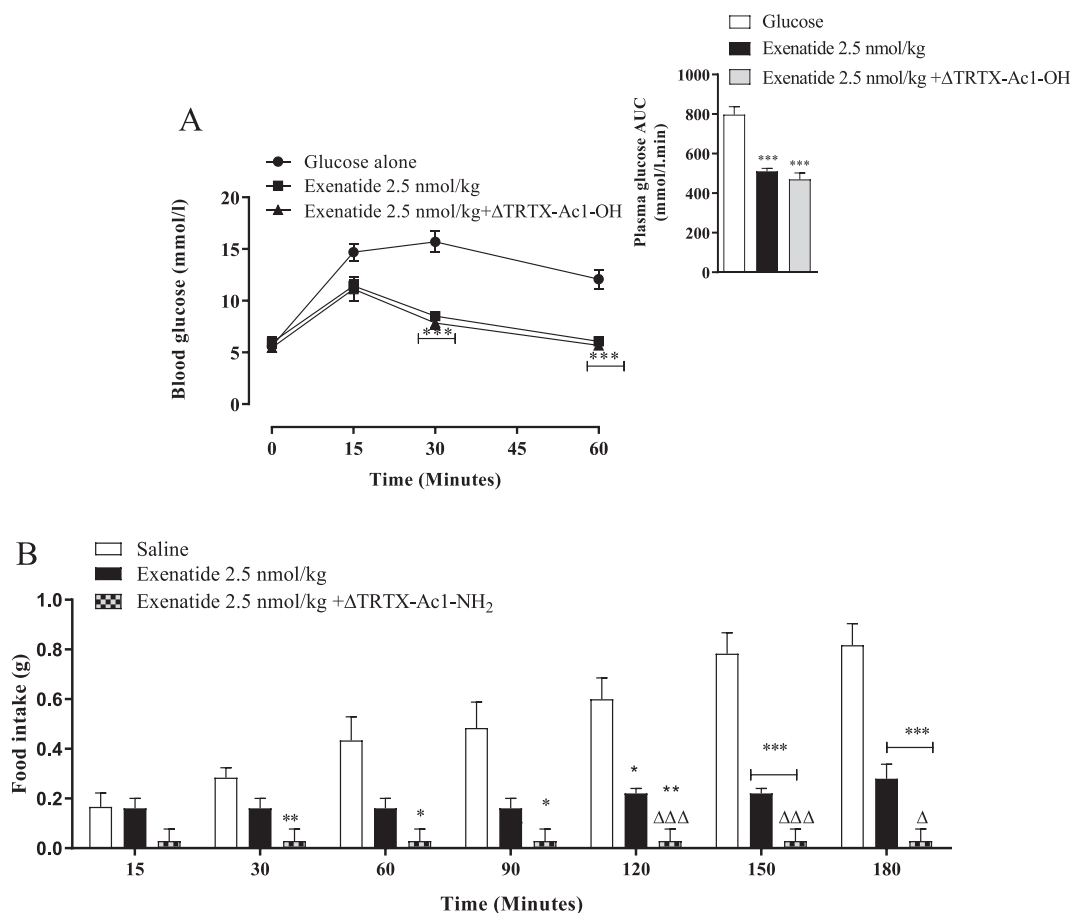 Glucose
Exenatide 2.5 nmol/kg
Exenatide 2.5 nmol/kg +ΔTRTX-Ac1-OH
1000
800
600
400
200
0
Plasma glucose AUC
(mmol/l.min)
***
***
A
Glucose alone
Exenatide 2.5 nmol/kg
Exenatide 2.5 nmol/kg+ΔTRTX-Ac1-OH
20
15
10
5
0
Blood glucose (mmol/l)
***
***
0 15 30 45 60
Time (Minutes)
B
Saline
Exenatide 2.5 nmol/kg
Exenatide 2.5 nmol/kg +ΔTRTX-Ac1-NH₂
1.0
0.8
0.6
0.4
0.2
0.0
Food intake (g)
**
*
*
*
**
ΔΔΔ
***
ΔΔΔ
***
Δ
15 30 60 90 120 150 180
Time (Minutes)